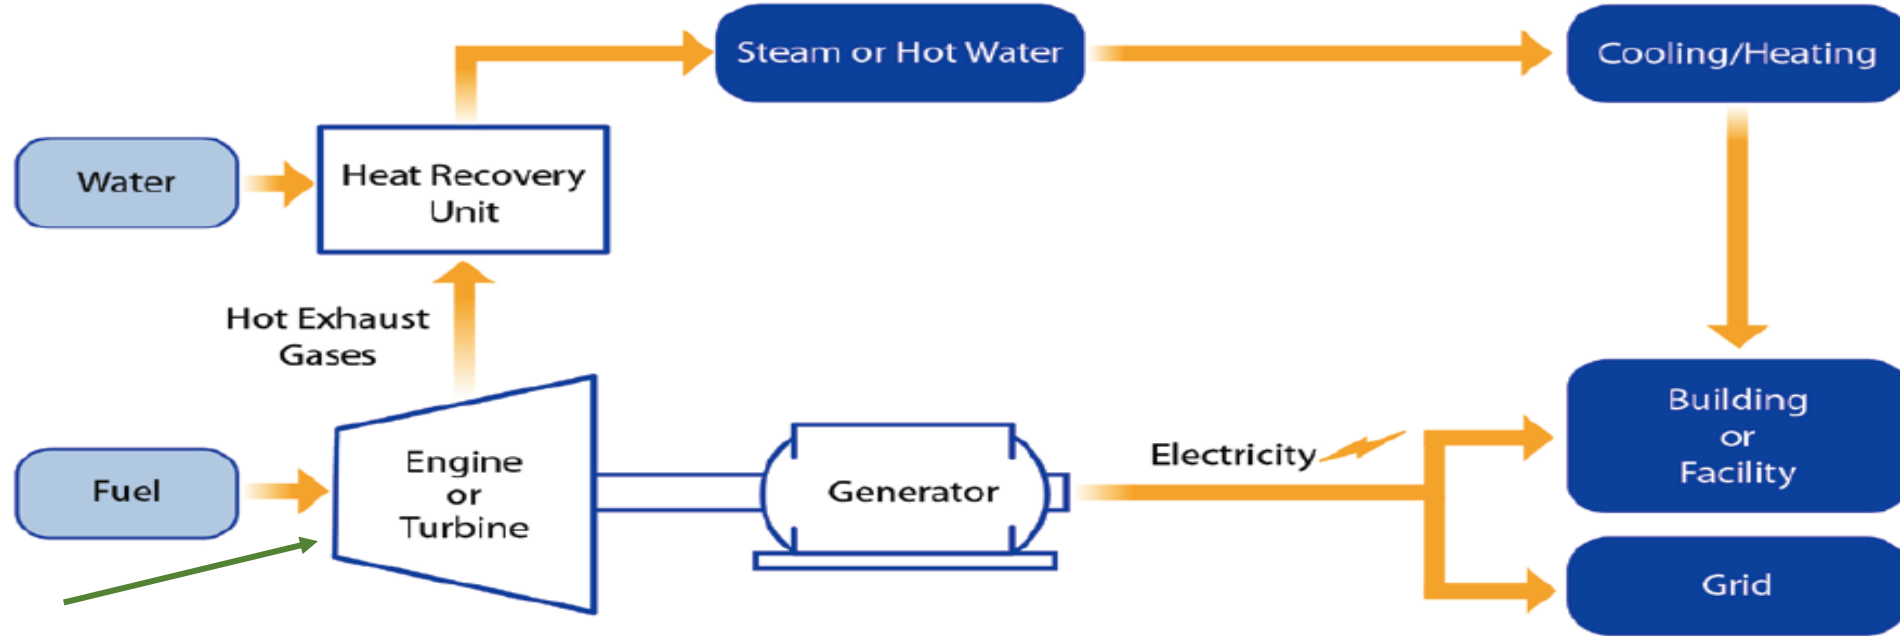 Steam or Hot Water
Cooling/Heating
Water
Heat Recovery
Unit
Hot Exhaust
Gases
Fuel
Engine
or
Turbine
Generator
Electricity
Building
or
Facility
Grid